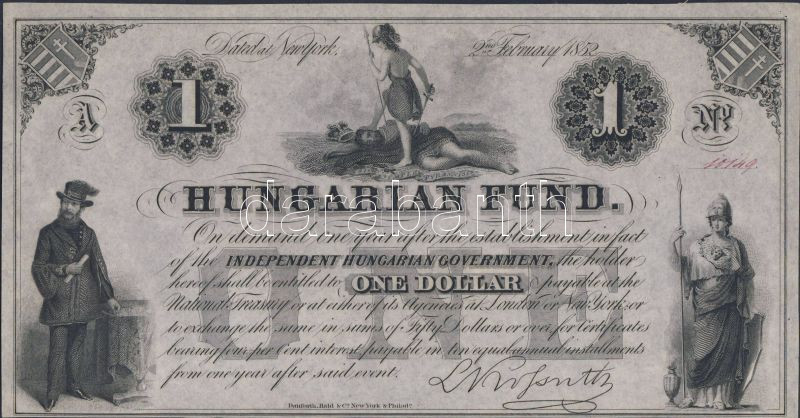 Dated at New York.
2nd February 1852
1
1
A
NY
10149
HUNGARIAN FUND.
darabanth
On demand one year after the establishment in fact
of the INDEPENDENT HUNGARIAN GOVERNMENT, the holder
hereof shall be entitled to ONE DOLLAR payable at the
National Treasury or at either of its Agencies at London or New York, or
to exchange the same in sums of Fifty Dollars or over, for certificates
bearing four per Cent interest payable in ten equal annual installments
from one year after said event.
ONE
L Kossuth
Danforth, Bald & Co. New York & Philada.